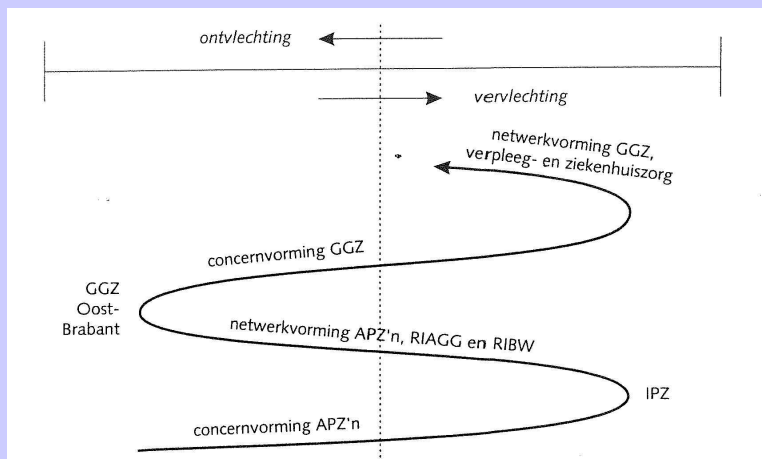 ontvlechting
vervlechting
netwerkvorming GGZ,
verpleeg- en ziekenhuiszorg
concernvorming GGZ
GGZ
Oost-
Brabant
netwerkvorming APZ'n, RIAGG en RIBW
IPZ
concernvorming APZ'n